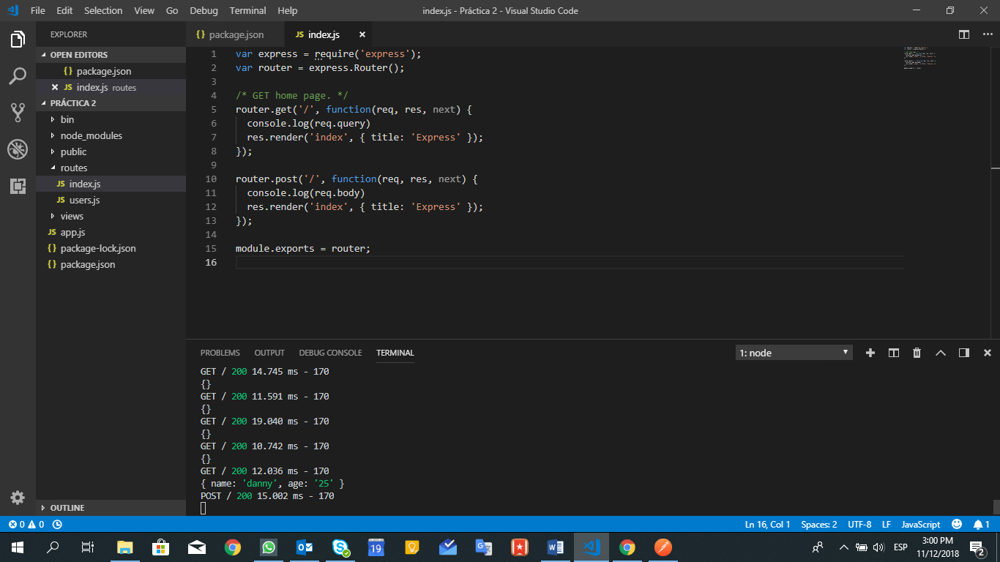 File Edit Selection View Go Debug Terminal Help
index.js - Práctica 2 - Visual Studio Code
EXPLORER
OPEN EDITORS
{} package.json
JS index.js routes
PRÁCTICA 2
bin
node_modules
public
routes
JS index.js
JS users.js
views
JS app.js
{} package-lock.json
{} package.json
OUTLINE
{} package.json
JS index.js
1 var express = require('express');
2 var router = express.Router();
3
4 /* GET home page. */
5 router.get('/', function(req, res, next) {
6 console.log(req.query)
7 res.render('index', { title: 'Express' });
8 });
9
10 router.post('/', function(req, res, next) {
11 console.log(req.body)
12 res.render('index', { title: 'Express' });
13 });
14
15 module.exports = router;
16
PROBLEMS OUTPUT DEBUG CONSOLE TERMINAL
1: node
GET / 200 14.745 ms - 170
{}
GET / 200 11.591 ms - 170
{}
GET / 200 19.040 ms - 170
{}
GET / 200 10.742 ms - 170
{}
GET / 200 12.036 ms - 170
{ name: 'danny', age: '25' }
POST / 200 15.002 ms - 170
0 0
Ln 16, Col 1 Spaces: 2 UTF-8 LF JavaScript 1
19
ESP
3:00 PM
11/12/2018
2